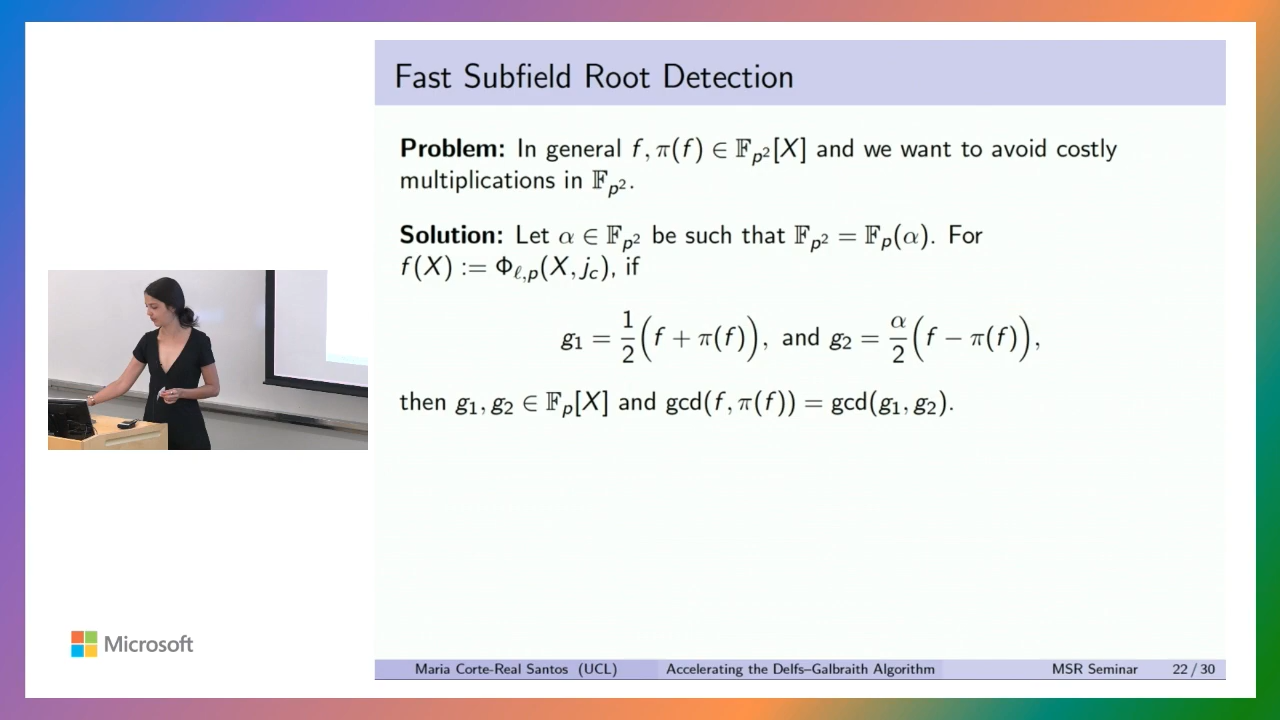 Fast Subfield Root Detection
Problem: In general f, π(f) ∈ 𝔽_{p²}[X] and we want to avoid costly
multiplications in 𝔽_{p²}.
Solution: Let α ∈ 𝔽_{p²} be such that 𝔽_{p²} = 𝔽_p(α). For
f(X) := Φ_{ℓ,p}(X, j_c), if
g₁ = 1/2 (f + π(f)), and g₂ = α/2 (f − π(f)),
then g₁, g₂ ∈ 𝔽_p[X] and gcd(f, π(f)) = gcd(g₁, g₂).
Microsoft
Maria Corte-Real Santos (UCL) Accelerating the Delfs–Galbraith Algorithm MSR Seminar 22 / 30